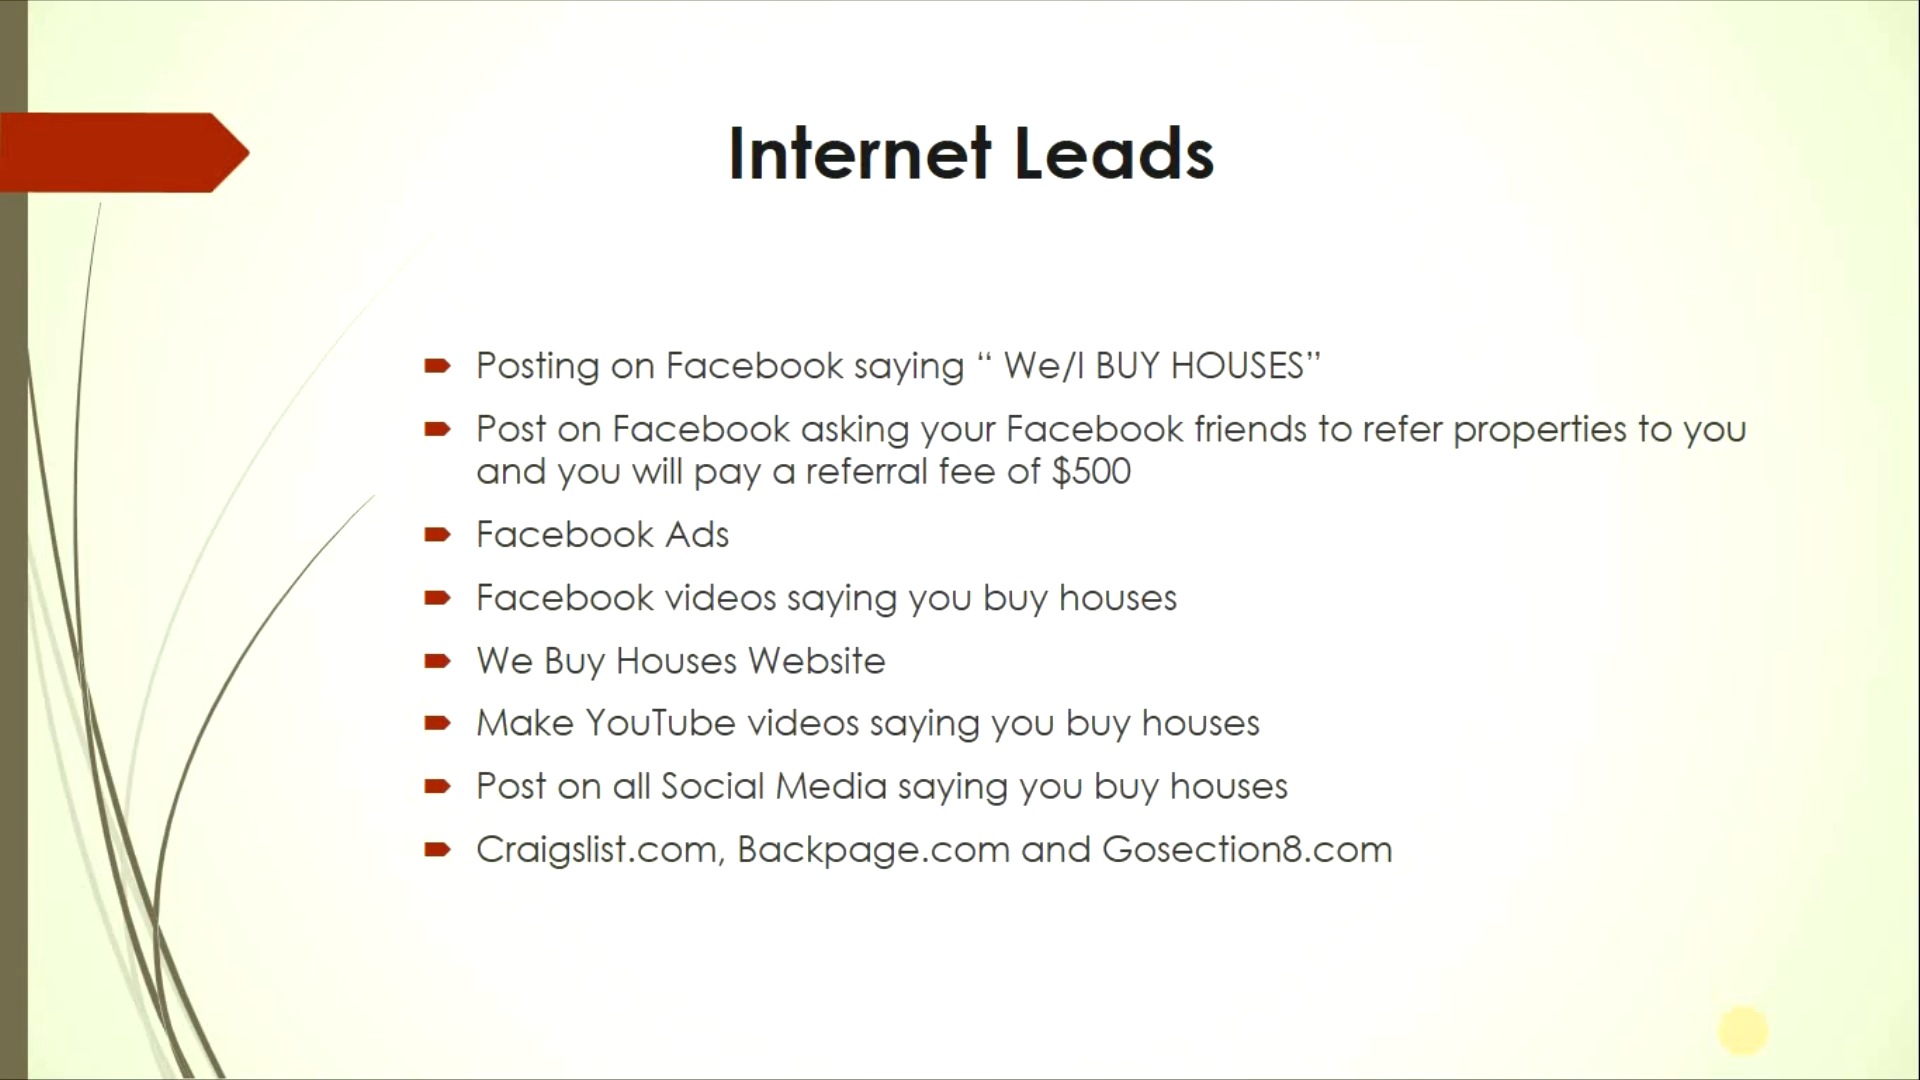 Internet Leads
Posting on Facebook saying “ We/I BUY HOUSES”
Post on Facebook asking your Facebook friends to refer properties to you
and you will pay a referral fee of $500
Facebook Ads
Facebook videos saying you buy houses
We Buy Houses Website
Make YouTube videos saying you buy houses
Post on all Social Media saying you buy houses
Craigslist.com, Backpage.com and Gosection8.com